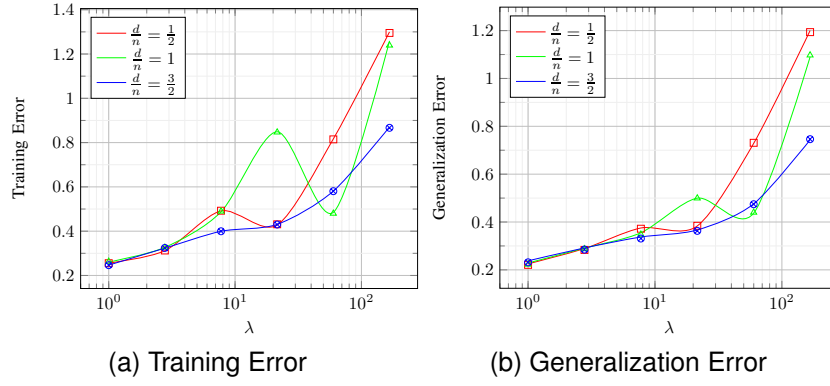 1.4
1.2
1
0.8
0.6
0.4
0.2
Training Error
d/n = 1/2
d/n = 1
d/n = 3/2
10^0
10^1
10^2
λ
(a) Training Error
1.2
1
0.8
0.6
0.4
0.2
Generalization Error
d/n = 1/2
d/n = 1
d/n = 3/2
10^0
10^1
10^2
λ
(b) Generalization Error